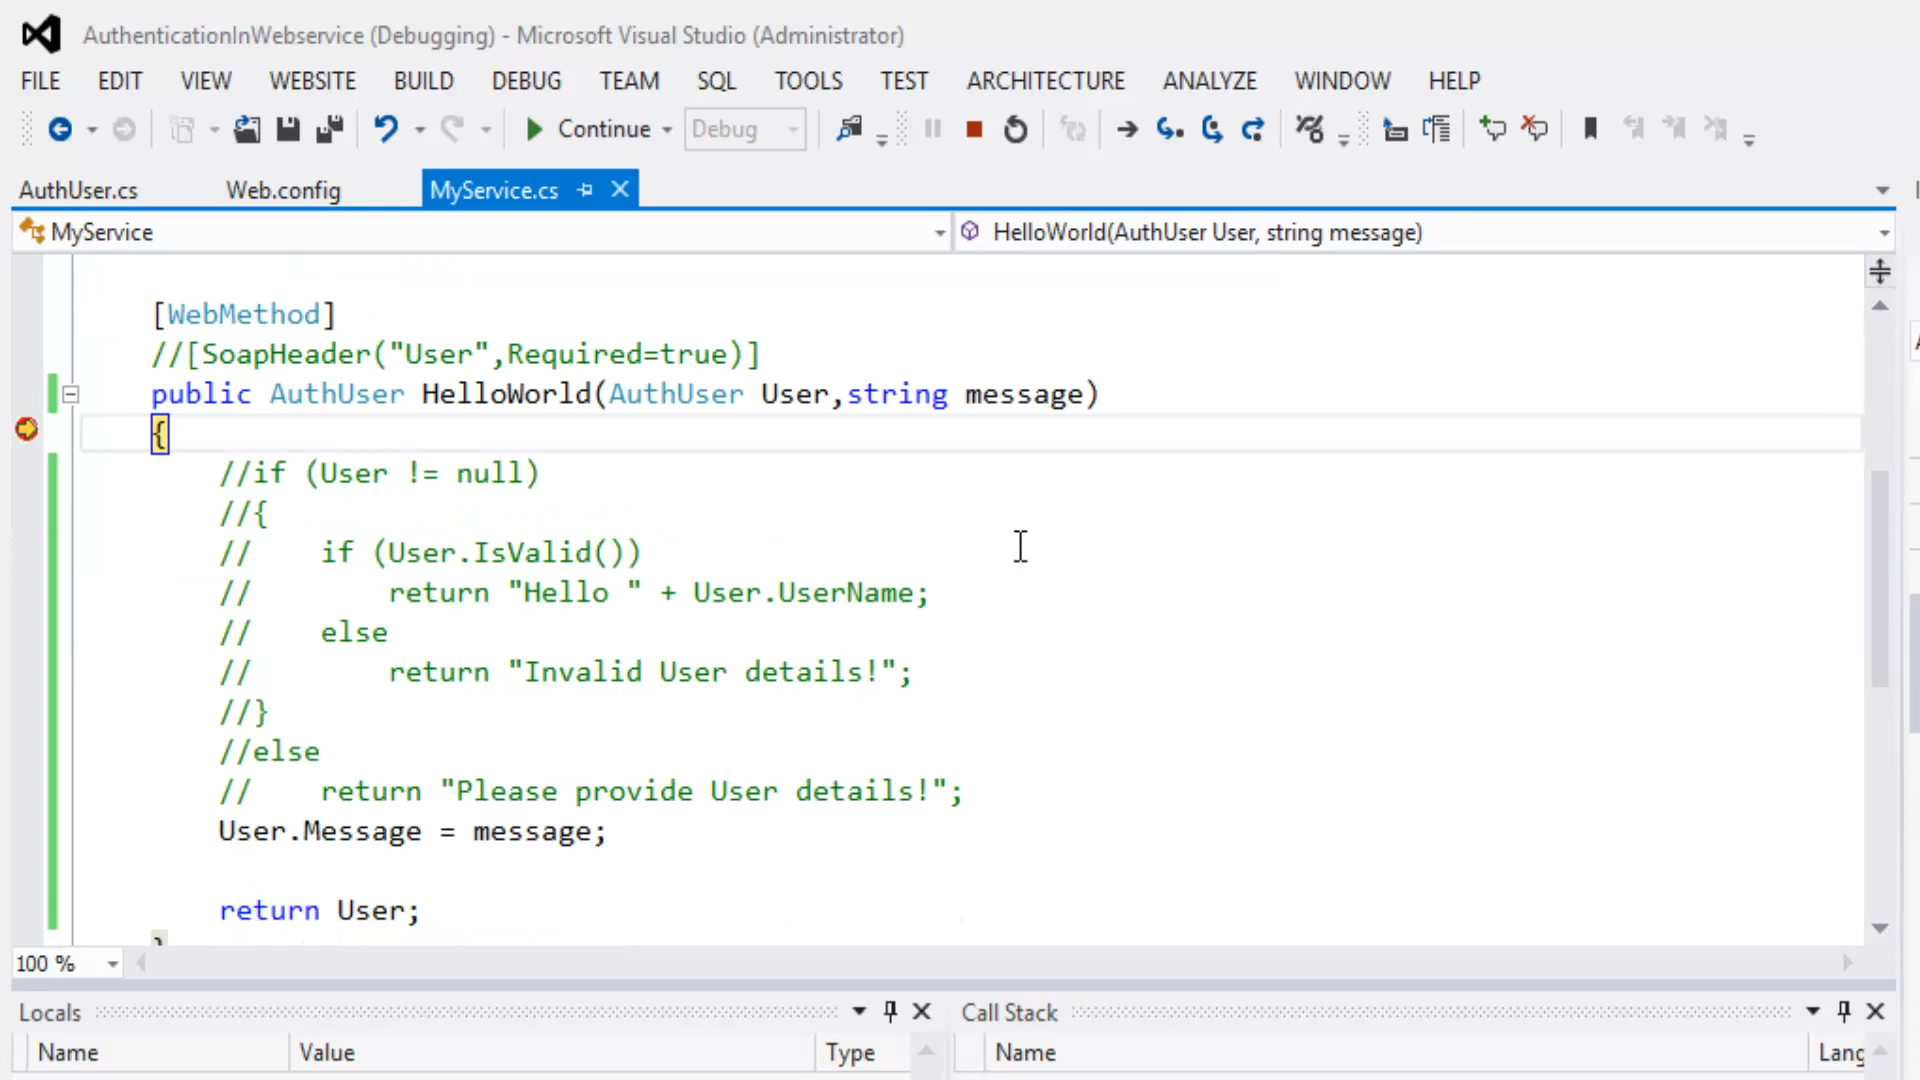 AuthenticationInWebservice (Debugging) - Microsoft Visual Studio (Administrator)
FILE EDIT VIEW WEBSITE BUILD DEBUG TEAM SQL TOOLS TEST ARCHITECTURE ANALYZE WINDOW HELP
Continue Debug
AuthUser.cs Web.config MyService.cs
MyService HelloWorld(AuthUser User, string message)
[WebMethod]
//[SoapHeader("User",Required=true)]
public AuthUser HelloWorld(AuthUser User,string message)
{
//if (User != null)
//{
//    if (User.IsValid())
//        return "Hello " + User.UserName;
//    else
//        return "Invalid User details!";
//}
//else
//    return "Please provide User details!";
User.Message = message;
return User;
}
100 %
Locals Call Stack
Name Value Type Name Lang